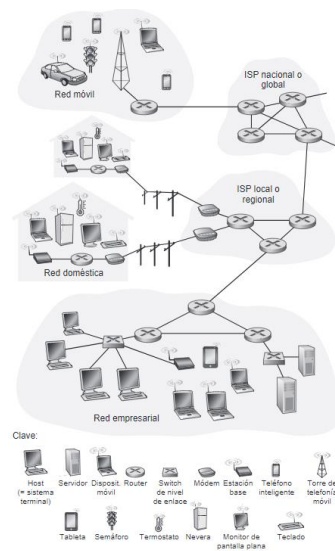 Red móvil
ISP nacional o
global
ISP local o
regional
Red doméstica
Red empresarial
Clave:
Host
(= sistema
terminal)
Servidor
Disposit.
móvil
Router
Switch
de nivel
de enlace
Módem
Estación
base
Teléfono
inteligente
Torre de
telefonía
móvil
Tableta
Semáforo
Termostato
Nevera
Monitor de
pantalla plana
Teclado